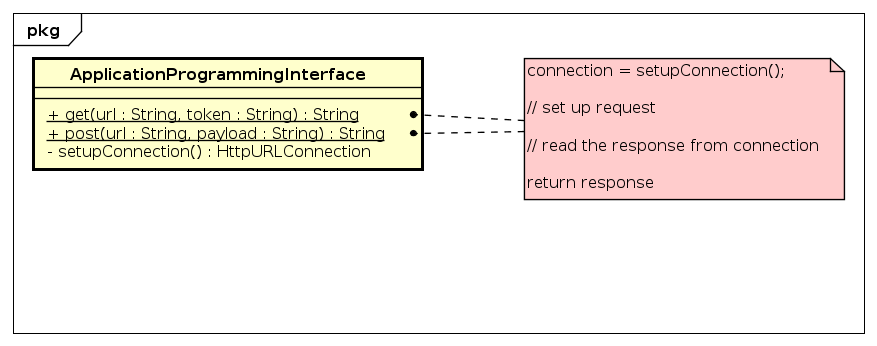 pkg
ApplicationProgrammingInterface
+ get(url : String, token : String) : String
+ post(url : String, payload : String) : String
- setupConnection() : HttpURLConnection
connection = setupConnection();
// set up request
// read the response from connection
return response